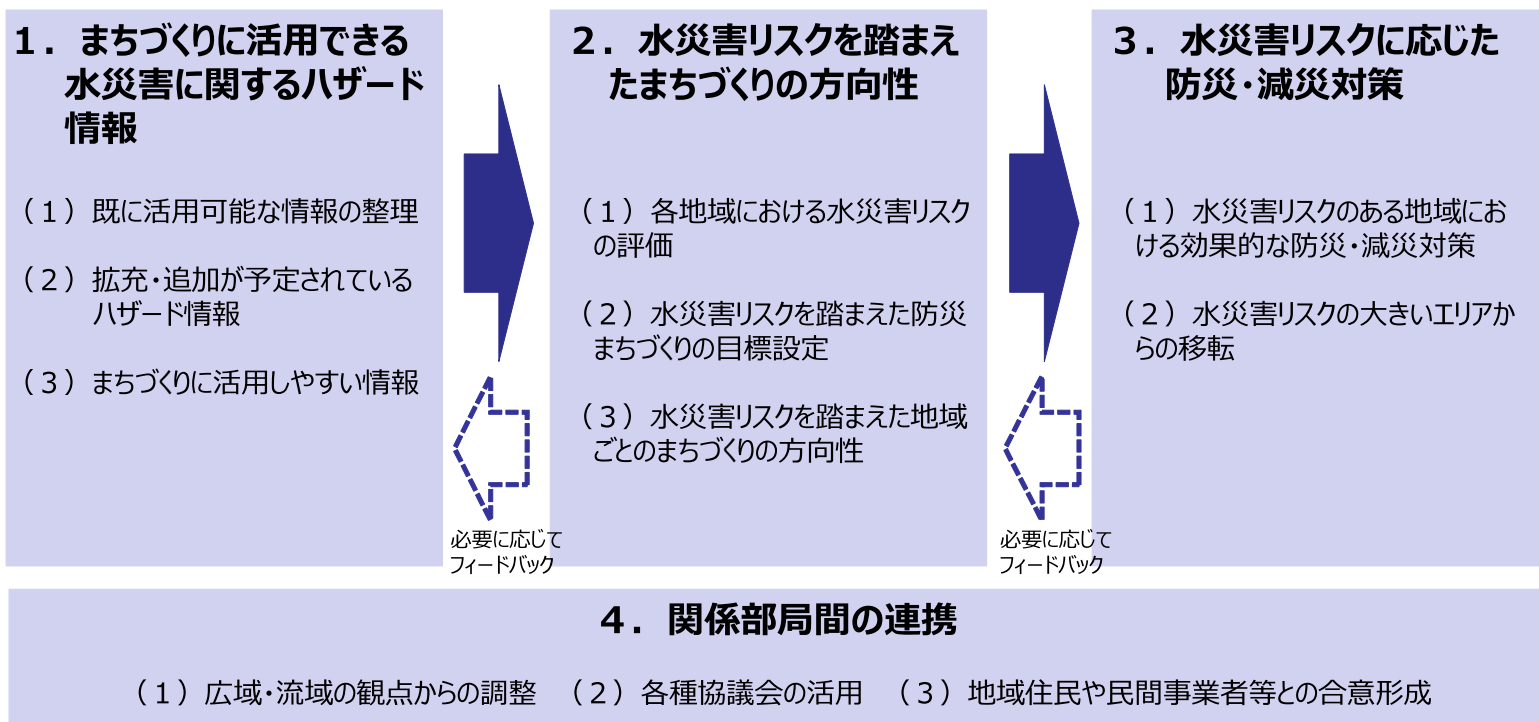 １．まちづくりに活用できる
水災害に関するハザード
情報
（１）既に活用可能な情報の整理
（２）拡充・追加が予定されている
ハザード情報
（３）まちづくりに活用しやすい情報
２．水災害リスクを踏まえ
たまちづくりの方向性
（１）各地域における水災害リスク
の評価
（２）水災害リスクを踏まえた防災
まちづくりの目標設定
（３）水災害リスクを踏まえた地域
ごとのまちづくりの方向性
３．水災害リスクに応じた
防災・減災対策
（１）水災害リスクのある地域にお
ける効果的な防災・減災対策
（２）水災害リスクの大きいエリアか
らの移転
必要に応じて
フィードバック
必要に応じて
フィードバック
４．関係部局間の連携
（１）広域・流域の観点からの調整　（２）各種協議会の活用　（３）地域住民や民間事業者等との合意形成